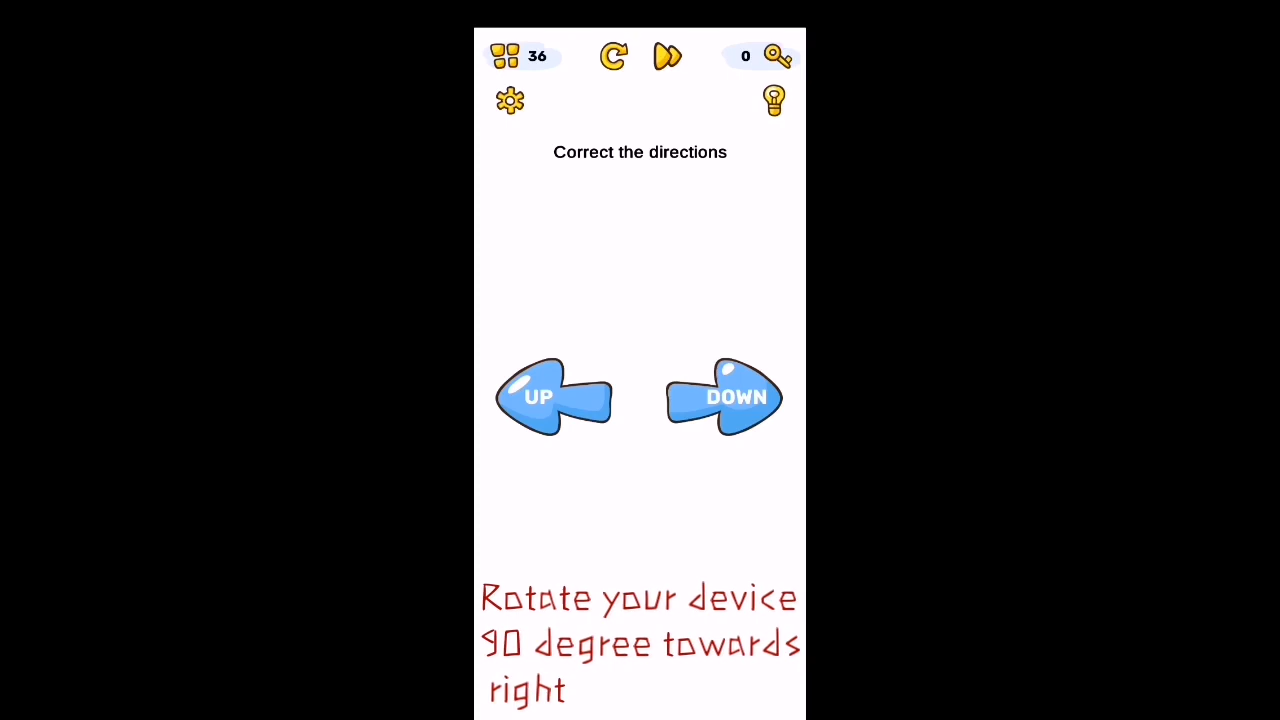 36
0
Correct the directions
UP
DOWN
Rotate your device
90 degree towards
right